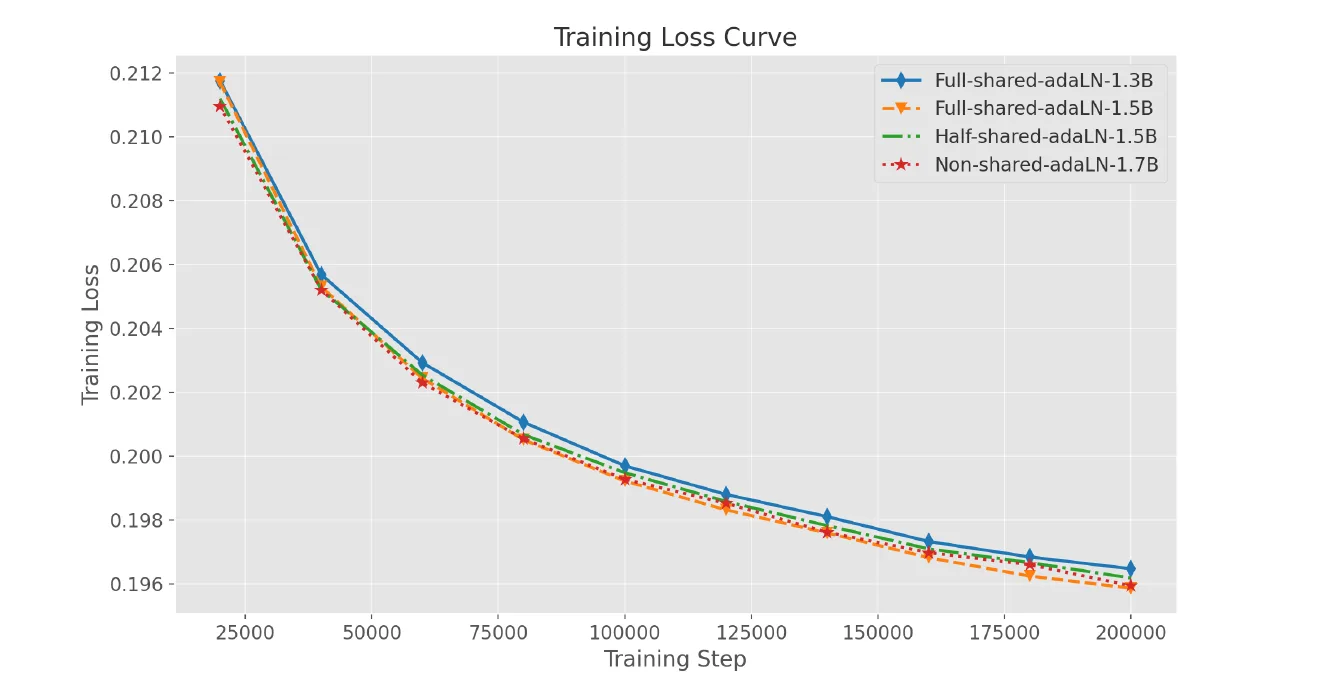 Training Loss Curve
Full-shared-adaLN-1.3B
Full-shared-adaLN-1.5B
Half-shared-adaLN-1.5B
Non-shared-adaLN-1.7B
Training Loss
0.212
0.210
0.208
0.206
0.204
0.202
0.200
0.198
0.196
25000 50000 75000 100000 125000 150000 175000 200000
Training Step